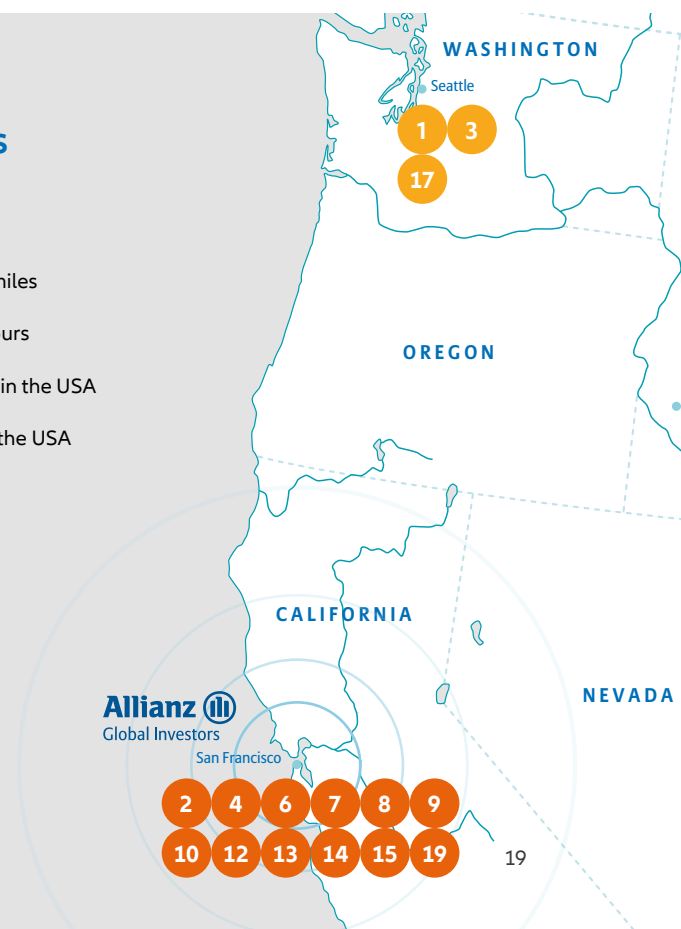 WASHINGTON
Seattle
s
1 3
17
niles
urs
OREGON
in the USA
the USA
CALIFORNIA
NEVADA
Allianz
Global Investors
San Francisco
2 4 6 7 8 9
10 12 13 14 15 19
19